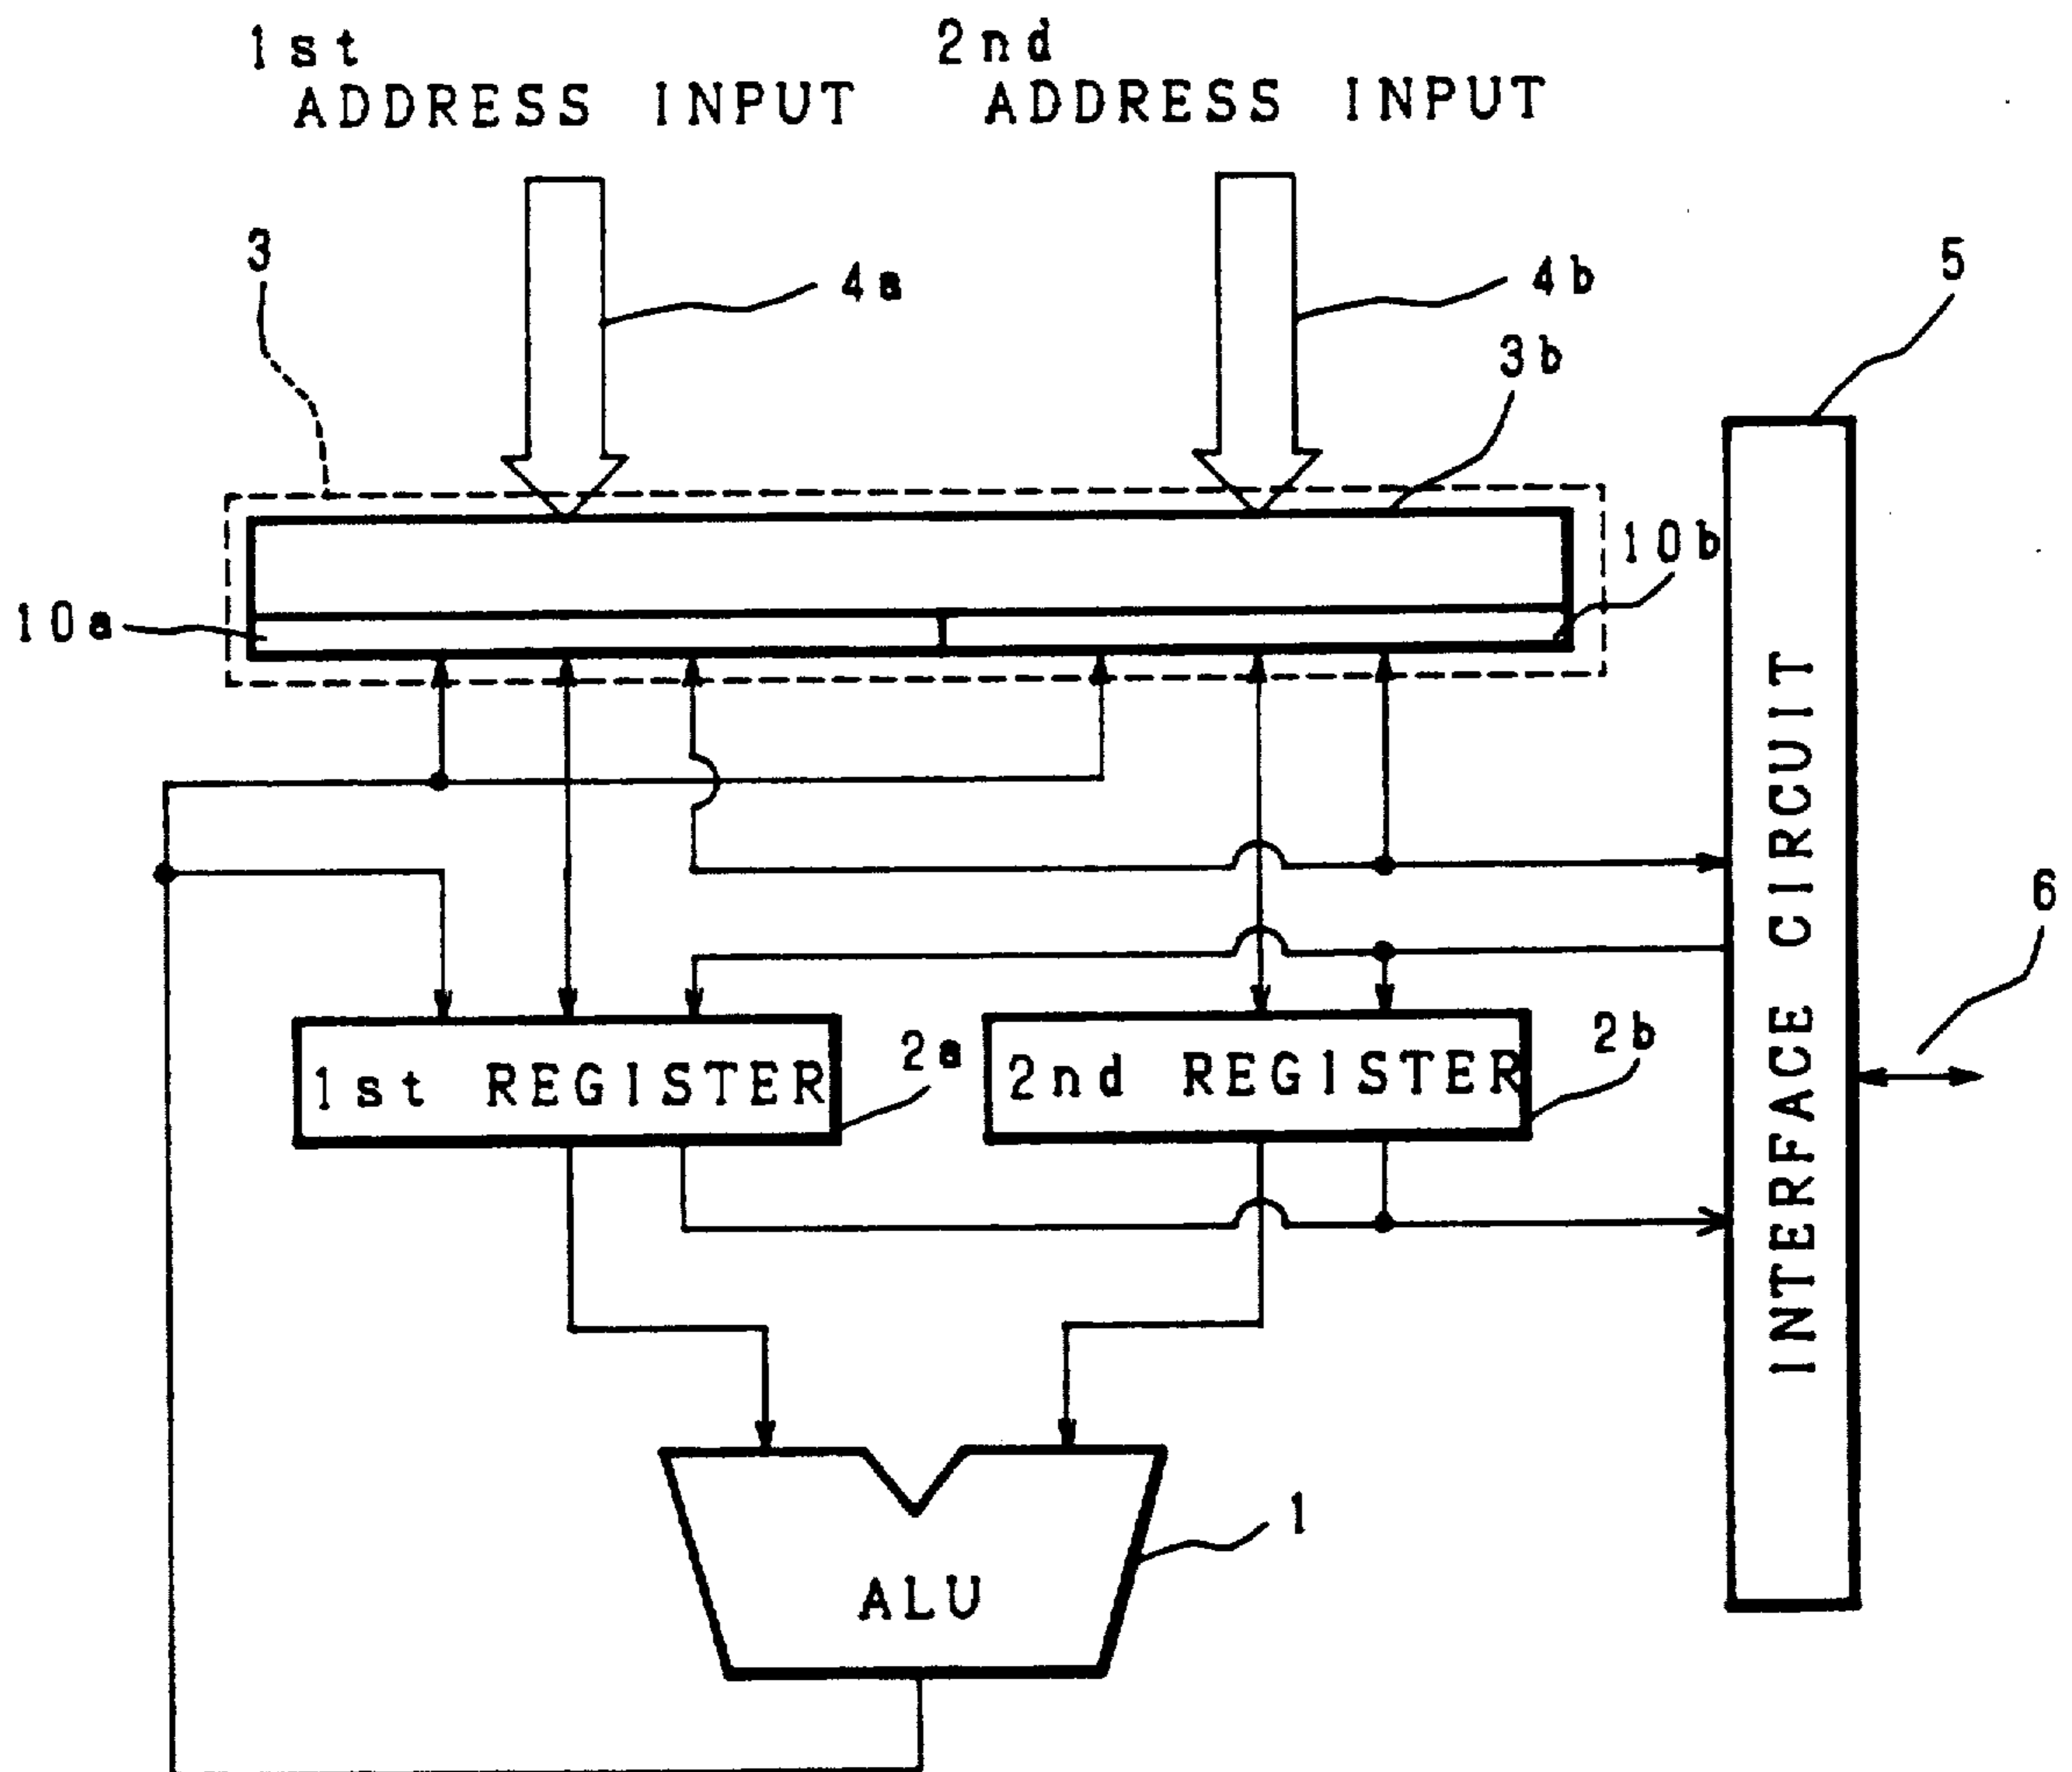 1st
ADDRESS INPUT
2nd
ADDRESS INPUT
3
4a
4b
5
3b
10b
10a
INTERFACE CIRCUIT
6
1st REGISTER
2a
2nd REGISTER
2b
1
ALU